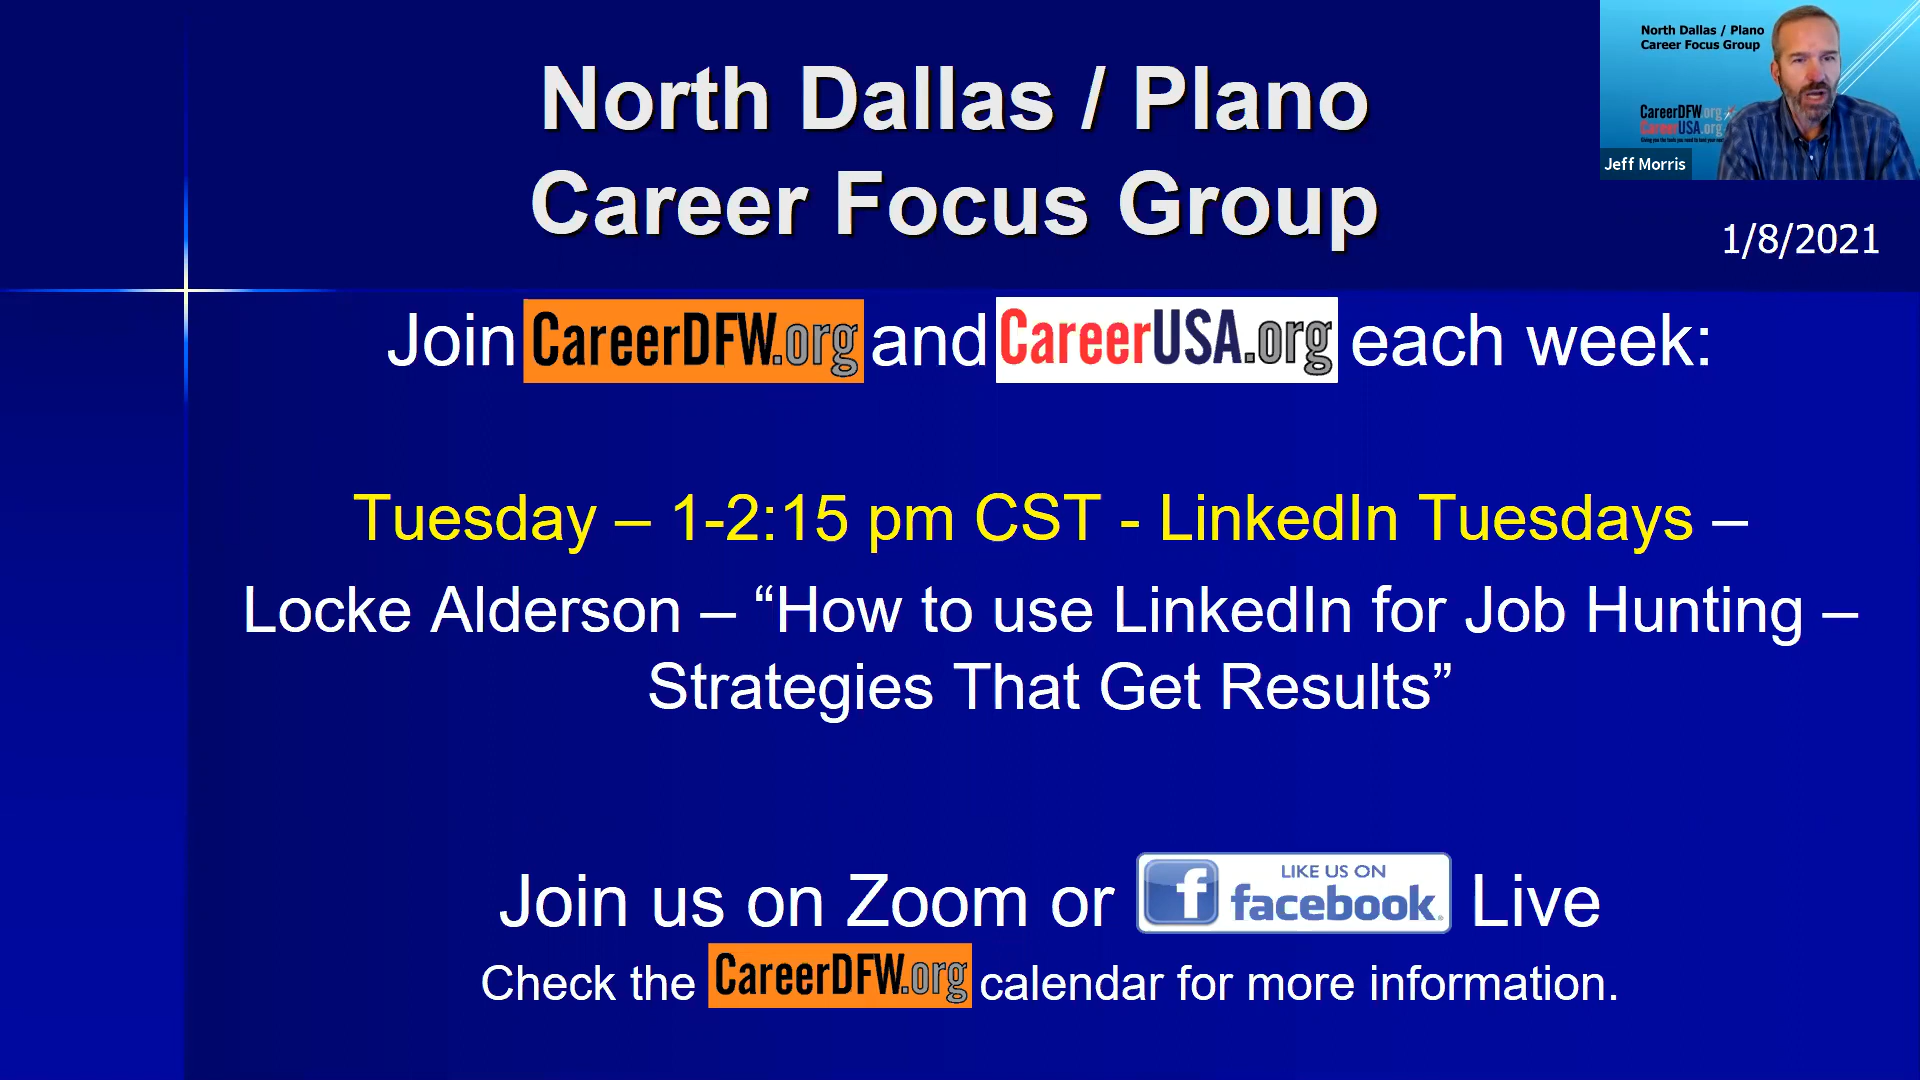 North Dallas / Plano
Career Focus Group
North Dallas / Plano
Career Focus Group
CareerDFW.org
CareerUSA.org
Jeff Morris
1/8/2021
Join CareerDFW.org and CareerUSA.org each week:
Tuesday – 1-2:15 pm CST - LinkedIn Tuesdays –
Locke Alderson – “How to use LinkedIn for Job Hunting –
Strategies That Get Results”
Join us on Zoom or f LIKE US ON facebook. Live
Check the CareerDFW.org calendar for more information.